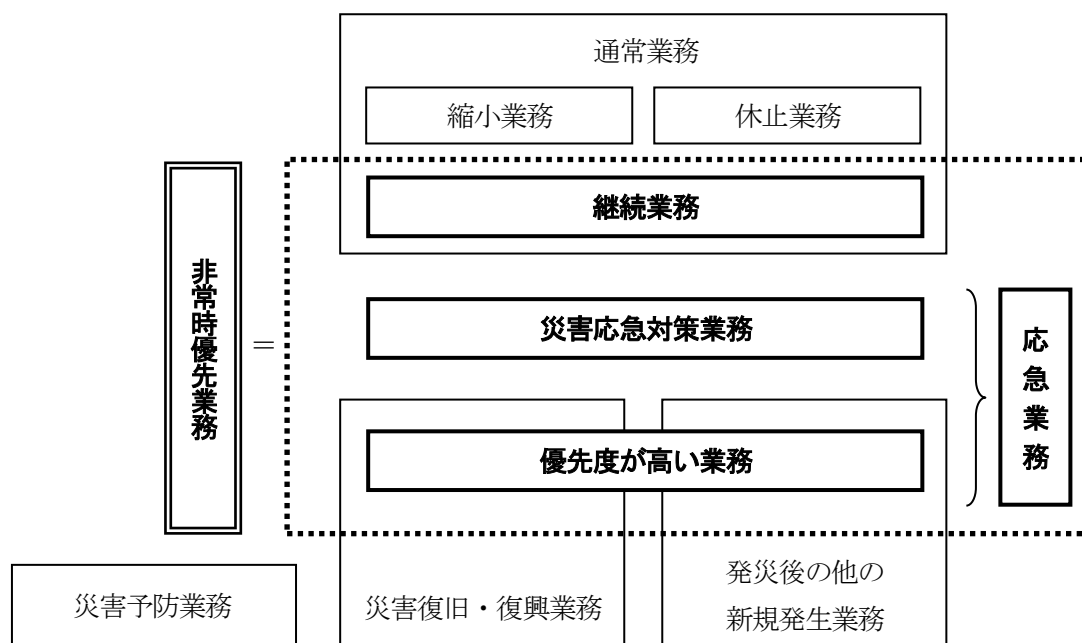 通常業務
縮小業務
休止業務
継続業務
非常時優先業務
＝
災害応急対策業務
応急業務
優先度が高い業務
災害予防業務
災害復旧・復興業務
発災後の他の
新規発生業務